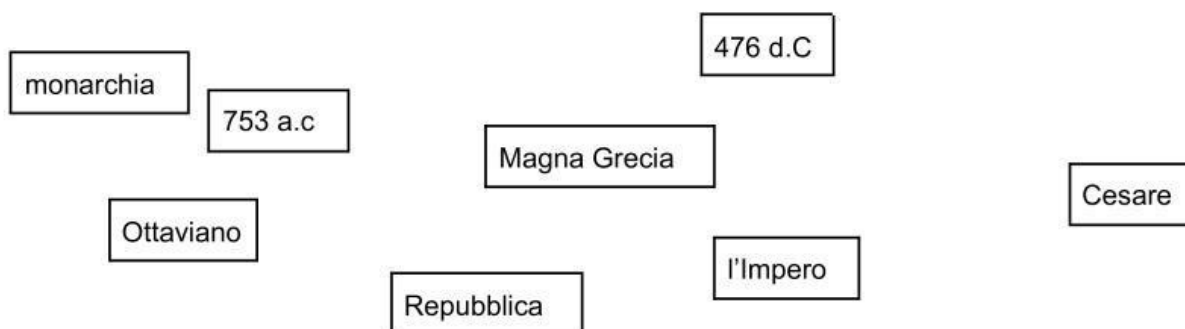 476 d.C
monarchia
753 a.c
Magna Grecia
Cesare
Ottaviano
l'Impero
Repubblica